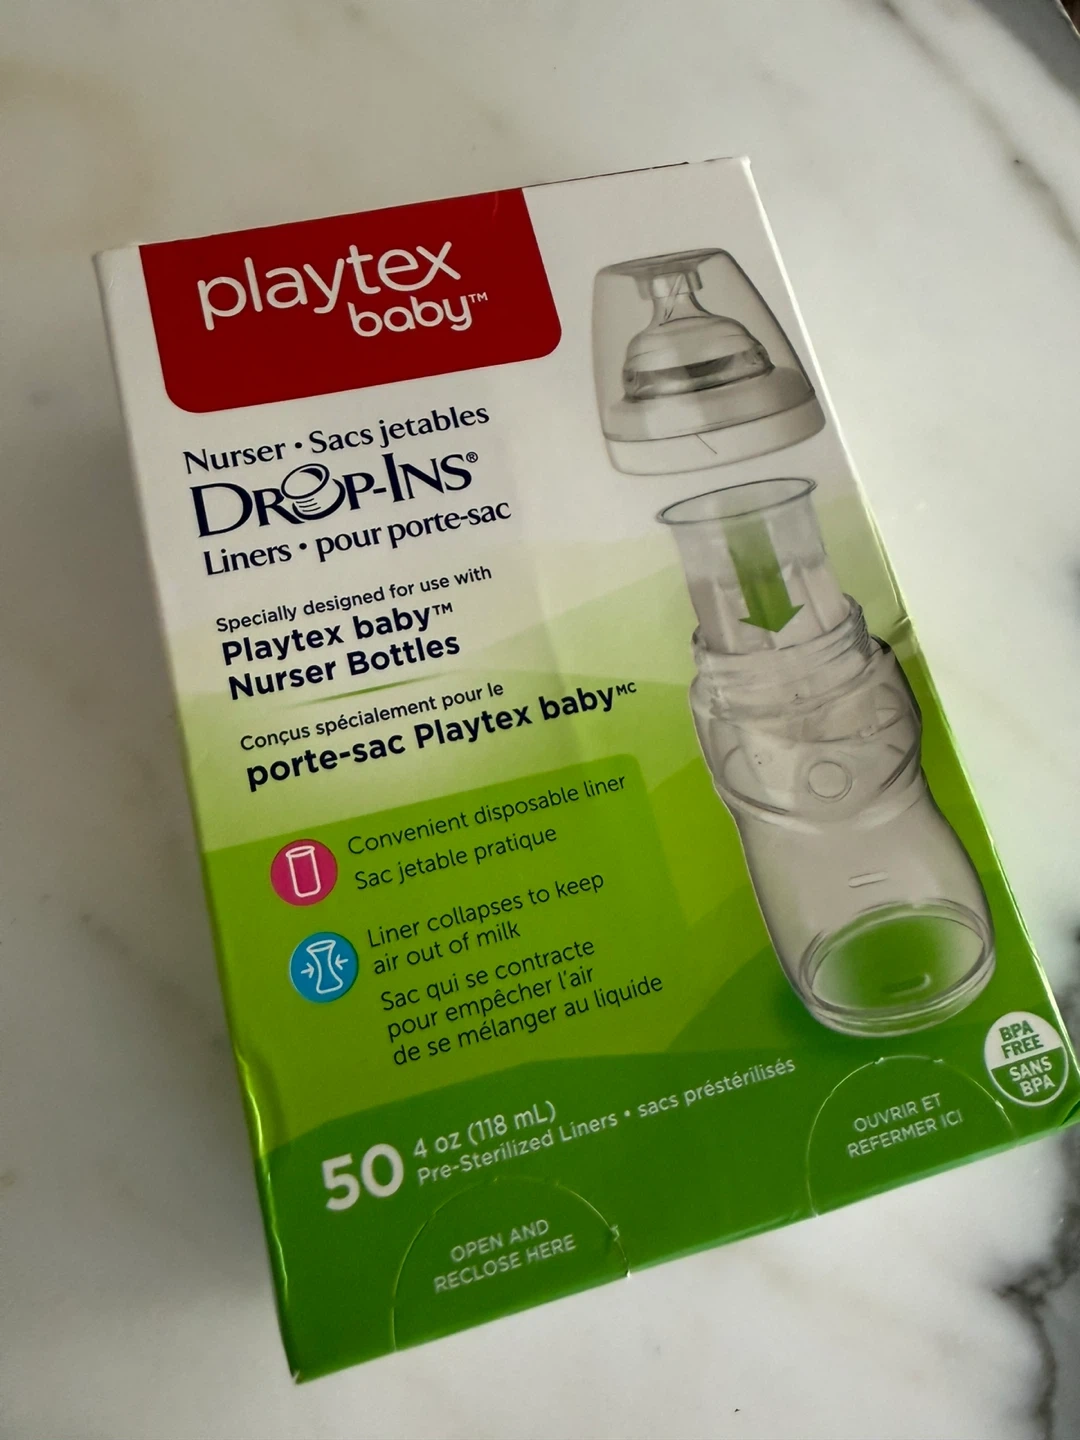 playtex
baby™
Nurser • Sacs jetables
DROP-INS®
Liners • pour porte-sac
Specially designed for use with
Playtex baby™
Nurser Bottles
Conçus spécialement pour le
porte-sac Playtex babyᴹᶜ
Convenient disposable liner
Sac jetable pratique
Liner collapses to keep
air out of milk
Sac qui se contracte
pour empêcher l'air
de se mélanger au liquide
50 4 oz (118 mL)
Pre-Sterilized Liners • sacs préstérilisés
BPA
FREE
SANS
BPA
OPEN AND
RECLOSE HERE
OUVRIR ET
REFERMER ICI